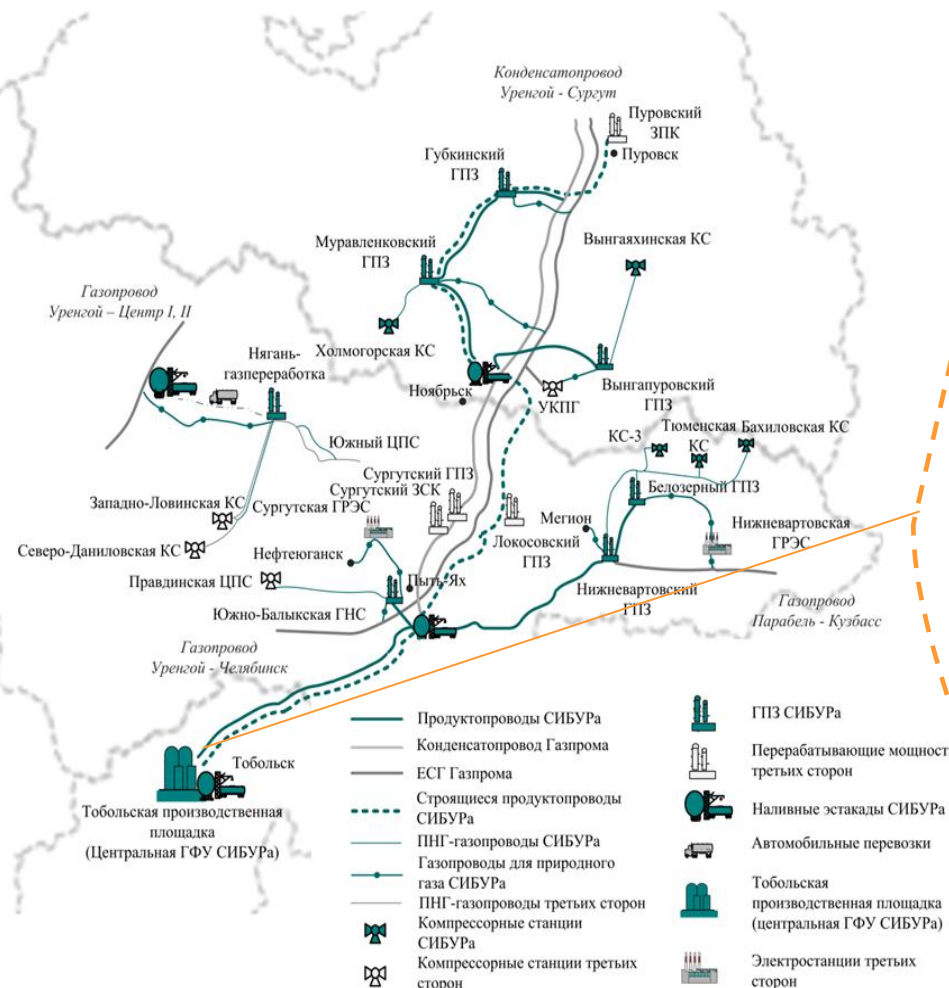 Конденсатопровод
Уренгой - Сургут
Пуровский
ЗПК
Пуровск
Губкинский
ГПЗ
Вынгаяхинская КС
Муравленковский
ГПЗ
Газопровод
Уренгой – Центр I, II
Холмогорская КС
Нягань-
газпереработка
Ноябрьск
УКПГ
Вынгапуровский
ГПЗ
Южный ЦПС
КС-3
Тюменская
КС
Бахиловская КС
Сургутский ГПЗ
Сургутский ЗСК
Белозерный ГПЗ
Западно-Ловинская КС
Сургутская ГРЭС
Мегион
Нижневартовская
ГРЭС
Локосовский
ГПЗ
Северо-Даниловская КС
Нефтеюганск
Правдинская ЦПС
Пыть-Ях
Нижневартовский
ГПЗ
Южно-Балыкская ГНС
Газопровод
Парабель - Кузбасс
Газопровод
Уренгой - Челябинск
Тобольск
Тобольская производственная
площадка
(Центральная ГФУ СИБУРа)
Продуктопроводы СИБУРа
Конденсатопровод Газпрома
ЕСГ Газпрома
Строящиеся продуктопроводы
СИБУРа
ПНГ-газопроводы СИБУРа
Газопроводы для природного
газа СИБУРа
ПНГ-газопроводы третьих сторон
Компрессорные станции
СИБУРа
Компрессорные станции третьих
сторон
ГПЗ СИБУРа
Перерабатывающие мощност
третьих сторон
Наливные эстакады СИБУРа
Автомобильные перевозки
Тобольская
производственная площадка
(центральная ГФУ СИБУРа)
Электростанции третьих
сторон